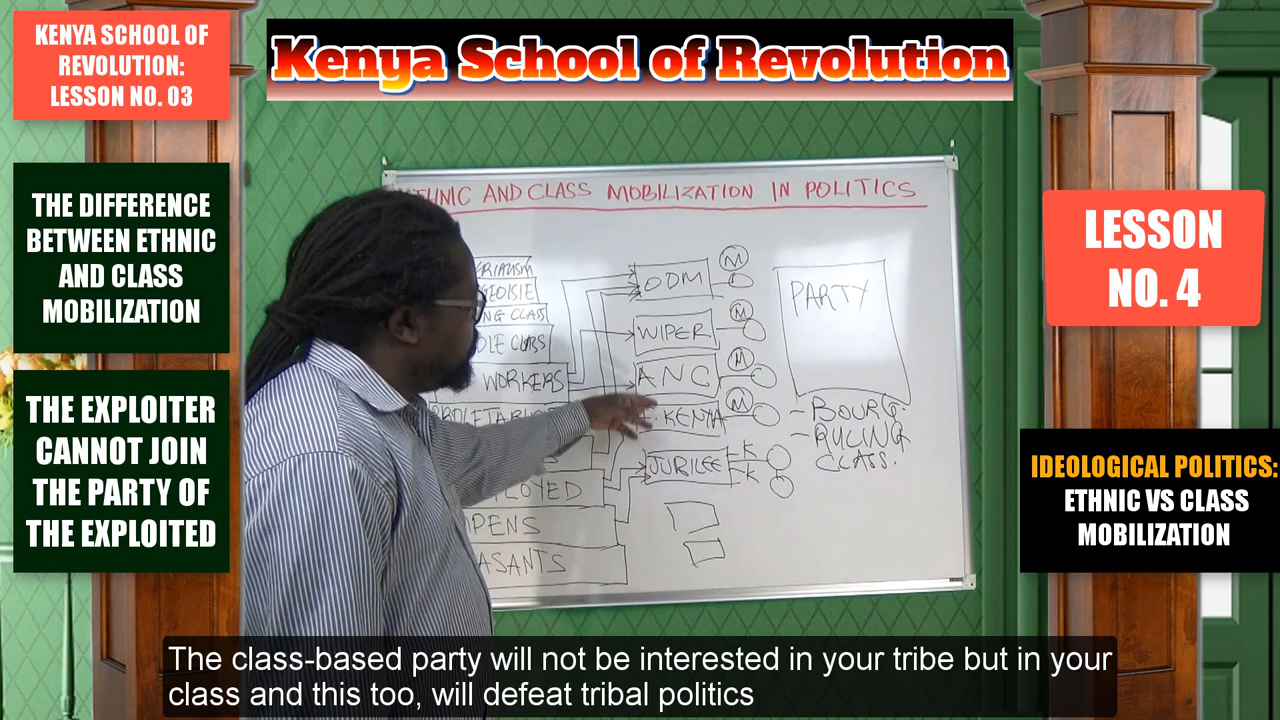 KENYA SCHOOL OF
REVOLUTION:
LESSON NO. 03
THE DIFFERENCE
BETWEEN ETHNIC
AND CLASS
MOBILIZATION
THE EXPLOITER
CANNOT JOIN
THE PARTY OF
THE EXPLOITED
Kenya School of Revolution
AND CLASS MOBILIZATION IN POLITICS
CLASS
CLASS
WORKERS
ODM
M
WIPER
M
ANC
M
KENYA
M
JURILEE
K
K
PARTY
- BOURG.
- RULING
CLASS.
LESSON
NO. 4
IDEOLOGICAL POLITICS:
ETHNIC VS CLASS
MOBILIZATION
The class-based party will not be interested in your tribe but in your
class and this too, will defeat tribal politics